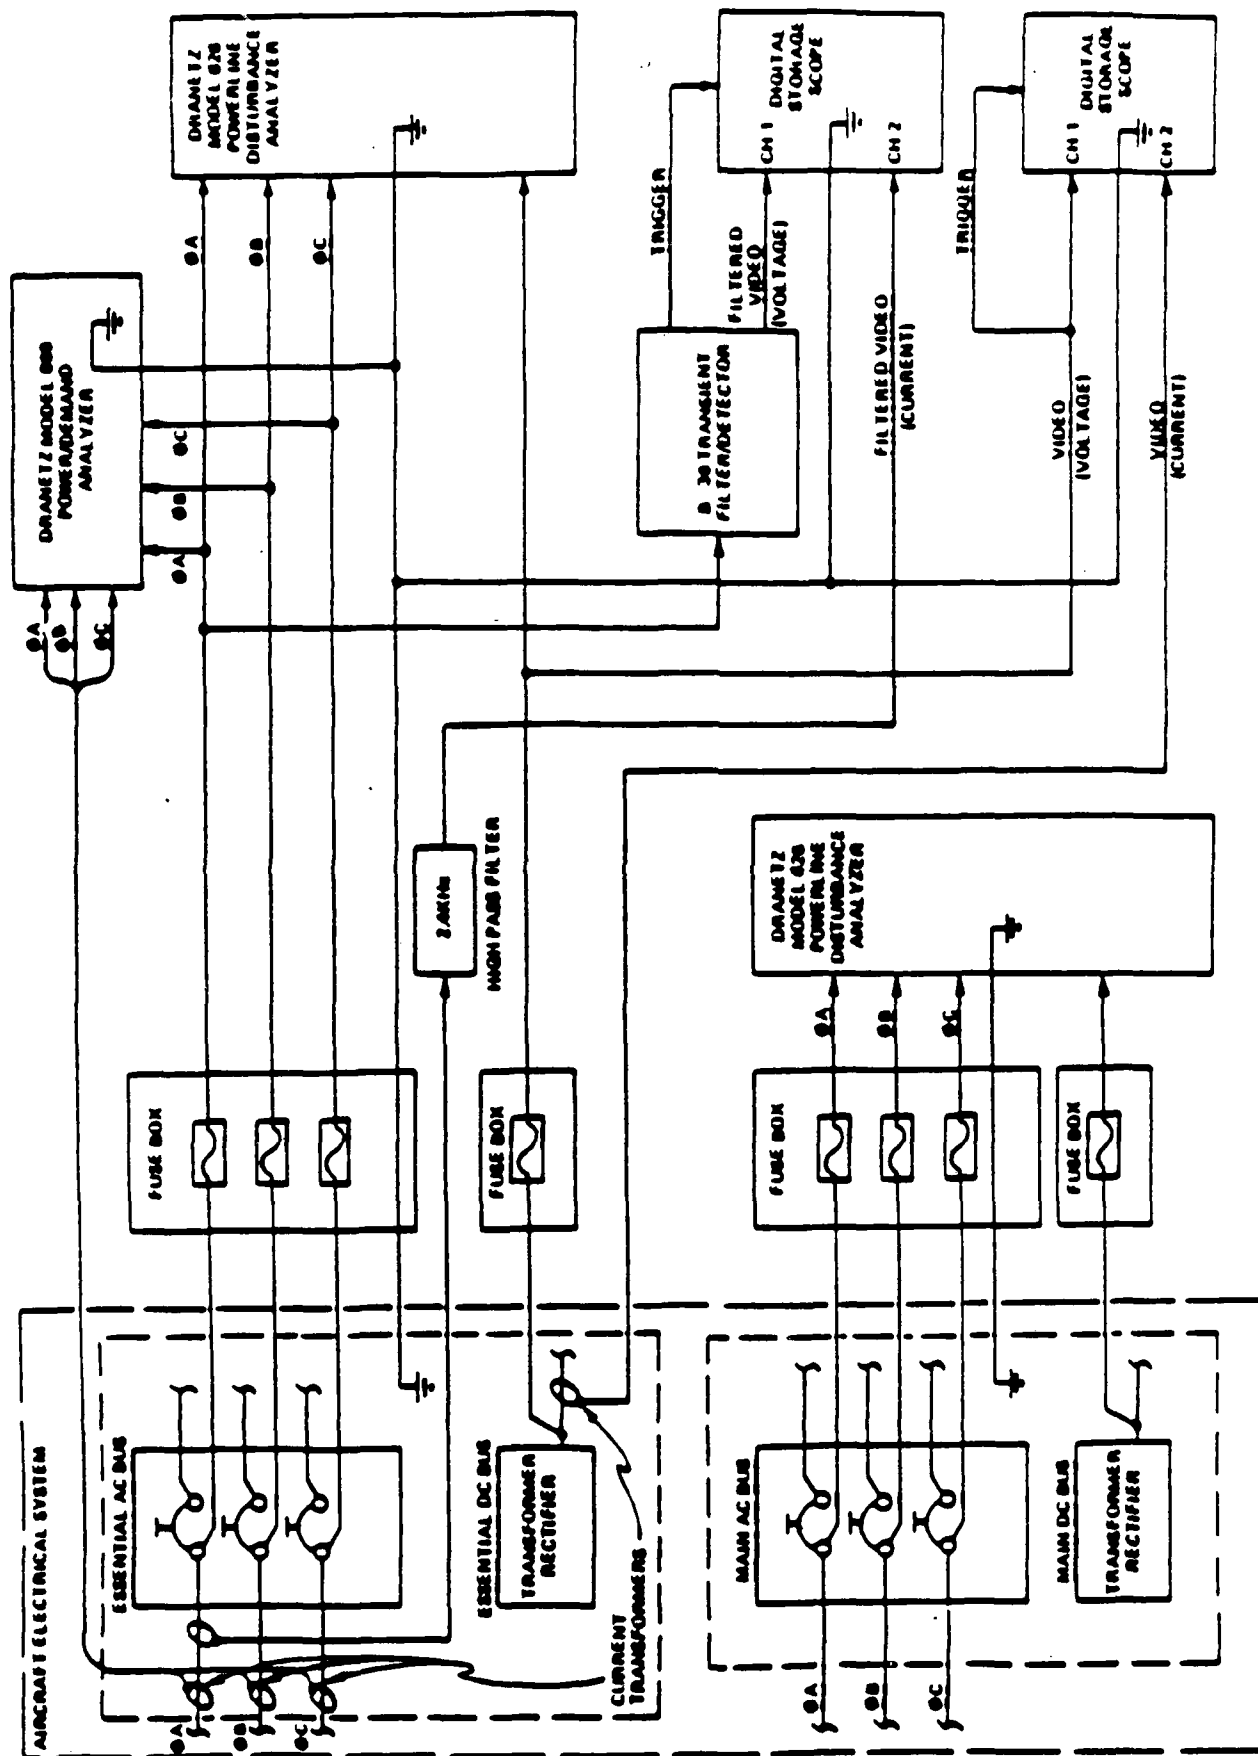 AIRCRAFT ELECTRICAL SYSTEM
ØA
ØB
ØC
ESSENTIAL AC BUS
FUSE BOX
ØA
ØB
ØC
DRANETZ MODEL
POWER/DEMAND
ANALYZER
ØA
ØB
ØC
ØA
ØB
ØC
DRANETZ
MODEL 626
POWERLINE
DISTURBANCE
ANALYZER
CURRENT
TRANSFORMERS
ESSENTIAL DC BUS
TRANSFORMER
RECTIFIER
FUSE BOX
HIGH PASS FILTER
TRANSIENT
FILTER/DETECTOR
TRIGGER
FILTERED
VIDEO
(VOLTAGE)
FILTERED VIDEO
(CURRENT)
DIGITAL
STORAGE
SCOPE
CH 1
CH 2
TRIGGER
VIDEO
(VOLTAGE)
VIDEO
(CURRENT)
DIGITAL
STORAGE
SCOPE
CH 1
CH 2
ØA
ØB
ØC
MAIN AC BUS
FUSE BOX
ØA
ØB
ØC
DRANETZ
MODEL 626
POWERLINE
DISTURBANCE
ANALYZER
MAIN DC BUS
TRANSFORMER
RECTIFIER
FUSE BOX